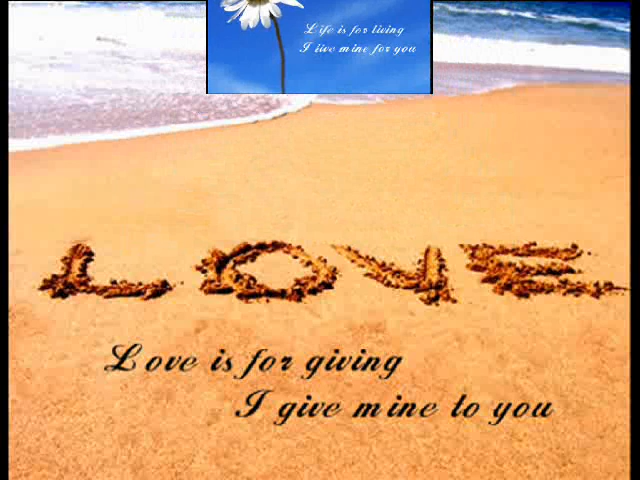 Life is for living
I live mine for you
LOVE
Love is for giving
I give mine to you